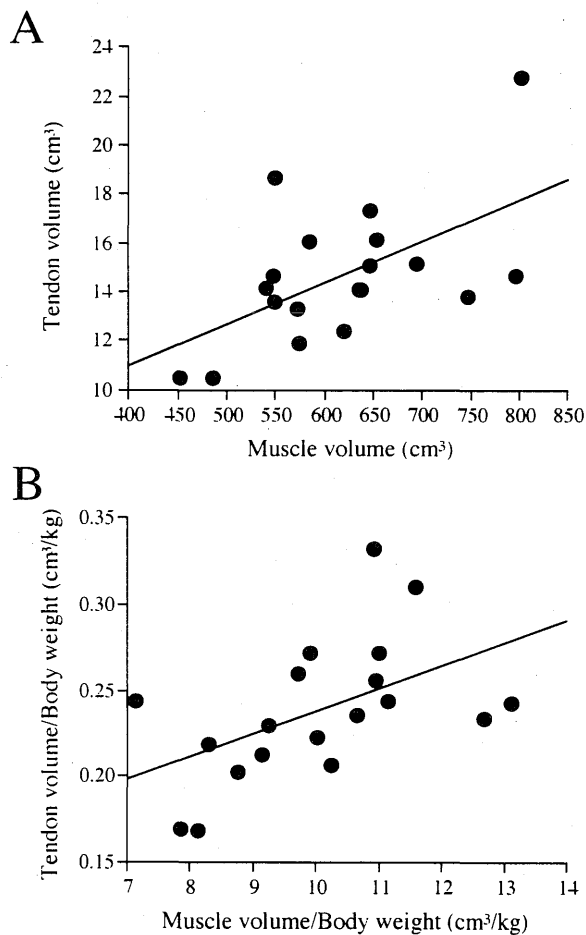 A
Tendon volume (cm³)
24
22
20
18
16
14
12
10
400 450 500 550 600 650 700 750 800 850
Muscle volume (cm³)
B
Tendon volume/Body weight (cm³/kg)
0.35
0.30
0.25
0.20
0.15
7 8 9 10 11 12 13 14
Muscle volume/Body weight (cm³/kg)